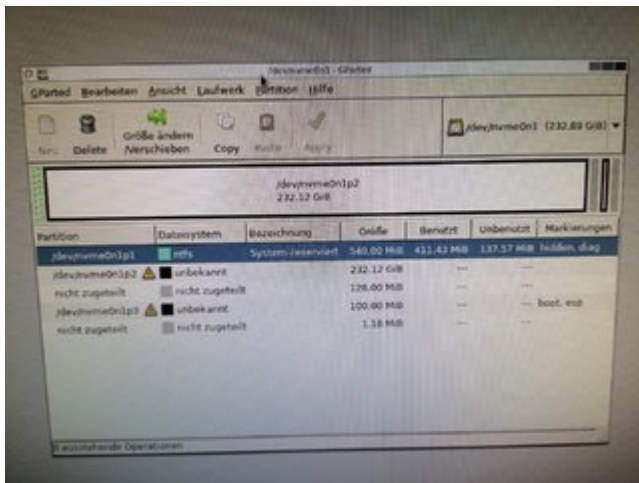 /dev/nvme0n1 - GParted
GParted Bearbeiten Ansicht Laufwerk Partition Hilfe
Neu Delete Größe ändern
/Verschieben Copy Paste Apply
/dev/nvme0n1 (232.89 GiB)
/dev/nvme0n1p2
232.12 GiB
Partition Dateisystem Bezeichnung Größe Benutzt Unbenutzt Markierungen
/dev/nvme0n1p1 ntfs System-reserviert 549.00 MiB 411.43 MiB 137.57 MiB hidden, diag
/dev/nvme0n1p2 unbekannt 232.12 GiB --- ---
nicht zugeteilt nicht zugeteilt 128.00 MiB --- ---
/dev/nvme0n1p3 unbekannt 100.00 MiB --- --- boot, esp
nicht zugeteilt nicht zugeteilt 1.18 MiB --- ---
0 ausstehende Operationen